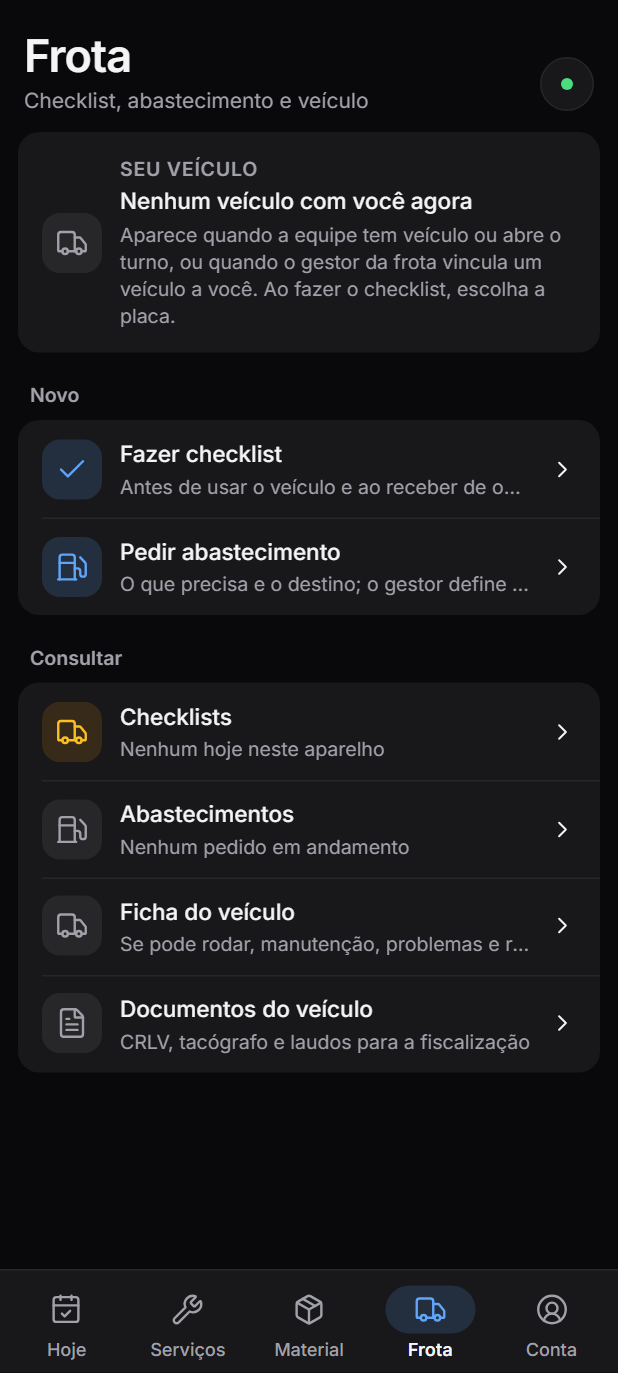 Frota
Checklist, abastecimento e veículo
SEU VEÍCULO
Nenhum veículo com você agora
Aparece quando a equipe tem veículo ou abre o
turno, ou quando o gestor da frota vincula um
veículo a você. Ao fazer o checklist, escolha a
placa.
Novo
Fazer checklist
Antes de usar o veículo e ao receber de o...
Pedir abastecimento
O que precisa e o destino; o gestor define ...
Consultar
Checklists
Nenhum hoje neste aparelho
Abastecimentos
Nenhum pedido em andamento
Ficha do veículo
Se pode rodar, manutenção, problemas e r...
Documentos do veículo
CRLV, tacógrafo e laudos para a fiscalização
Hoje
Serviços
Material
Frota
Conta